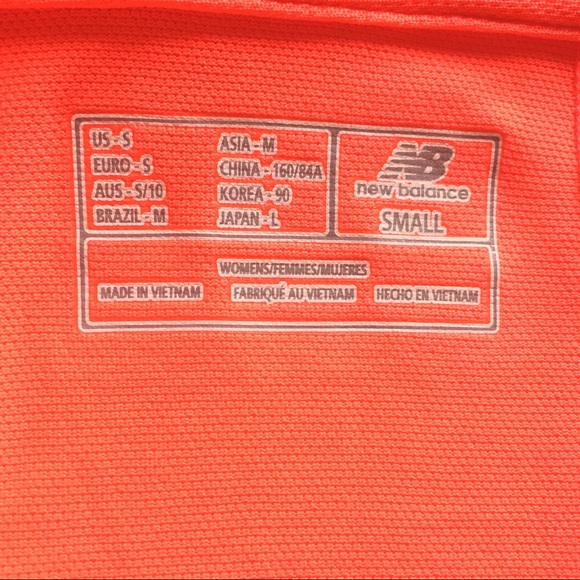 US - S
EURO - S
AUS - S/10
BRAZIL - M
ASIA - M
CHINA - 160/84A
KOREA - 90
JAPAN - L
NB
new balance
SMALL
WOMENS/FEMMES/MUJERES
MADE IN VIETNAM
FABRIQUÉ AU VIETNAM
HECHO EN VIETNAM